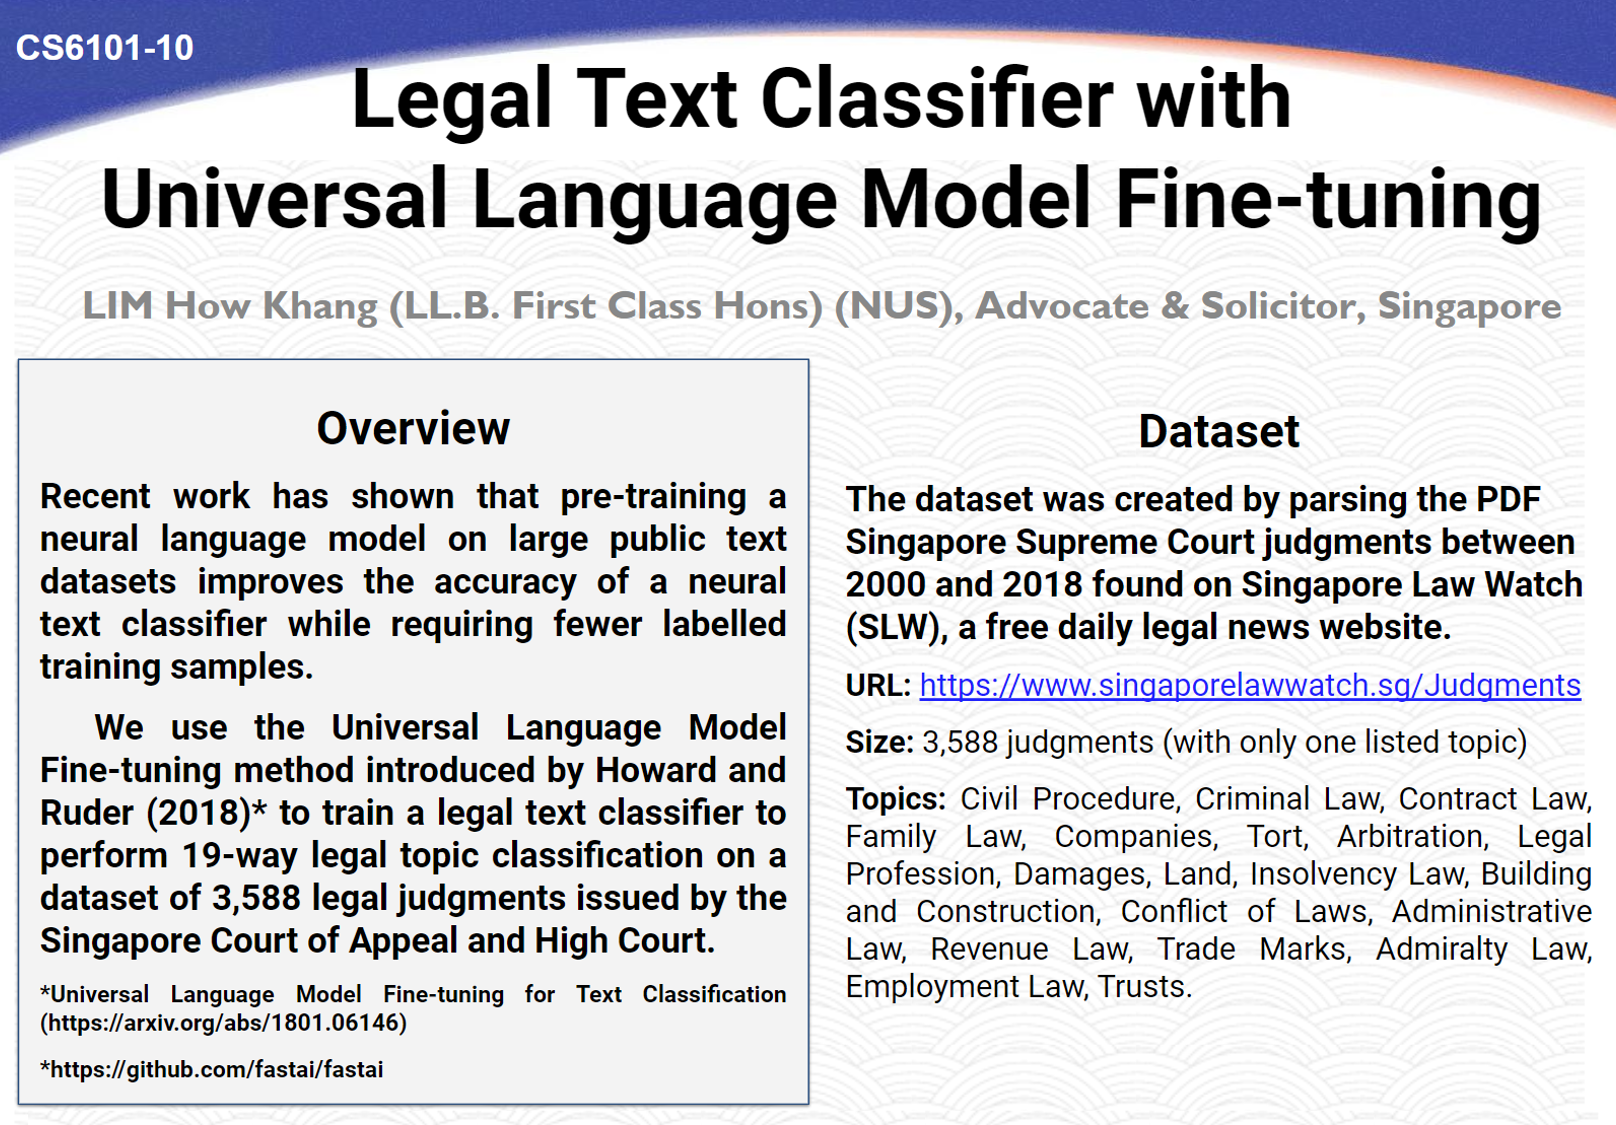 CS6101-10
Legal Text Classifier with
Universal Language Model Fine-tuning
LIM How Khang (LL.B. First Class Hons) (NUS), Advocate & Solicitor, Singapore
Overview
Recent work has shown that pre-training a
neural language model on large public text
datasets improves the accuracy of a neural
text classifier while requiring fewer labelled
training samples.
We use the Universal Language Model
Fine-tuning method introduced by Howard and
Ruder (2018)* to train a legal text classifier to
perform 19-way legal topic classification on a
dataset of 3,588 legal judgments issued by the
Singapore Court of Appeal and High Court.
*Universal Language Model Fine-tuning for Text Classification
(https://arxiv.org/abs/1801.06146)
*https://github.com/fastai/fastai
Dataset
The dataset was created by parsing the PDF
Singapore Supreme Court judgments between
2000 and 2018 found on Singapore Law Watch
(SLW), a free daily legal news website.
URL: https://www.singaporelawwatch.sg/Judgments
Size: 3,588 judgments (with only one listed topic)
Topics: Civil Procedure, Criminal Law, Contract Law,
Family Law, Companies, Tort, Arbitration, Legal
Profession, Damages, Land, Insolvency Law, Building
and Construction, Conflict of Laws, Administrative
Law, Revenue Law, Trade Marks, Admiralty Law,
Employment Law, Trusts.